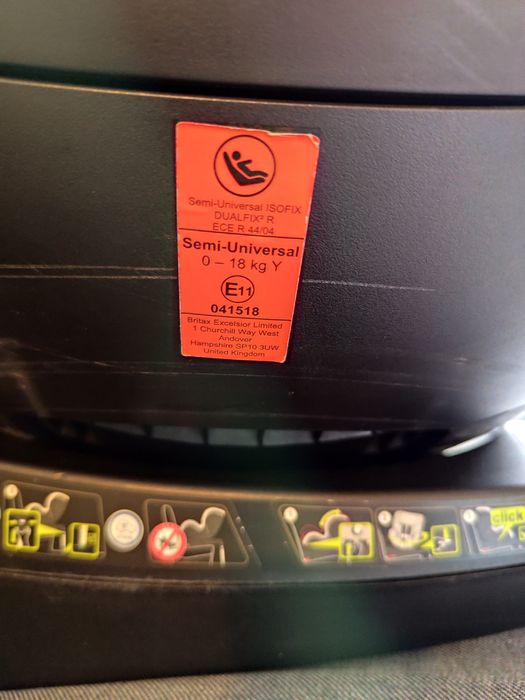 Semi-Universal ISOFIX
DUALFIX² R
ECE R 44/04
Semi-Universal
0 – 18 kg Y
E11
041518
Britax Excelsior Limited
1 Churchill Way West
Andover
Hampshire SP10 3UW
United Kingdom
click